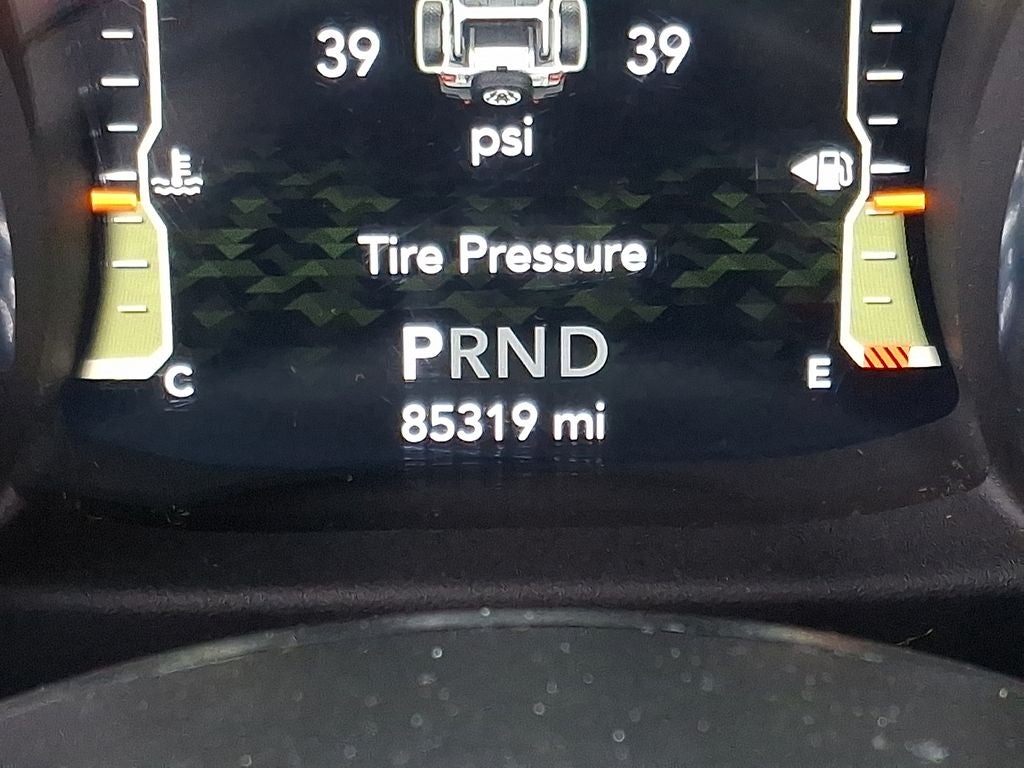 39 39
psi
Tire Pressure
PRND
C E
85319 mi